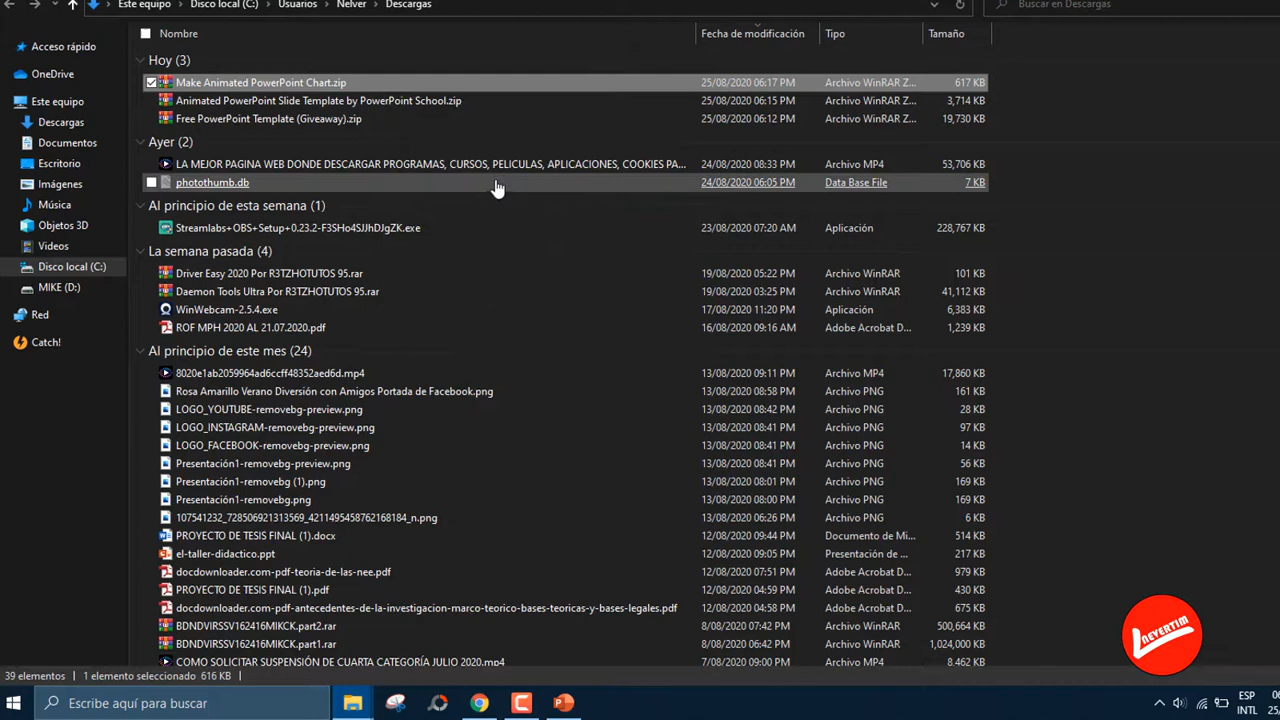 Este equipo > Disco local (C:) > Usuarios > Nelver > Descargas
Buscar en Descargas
Nombre Fecha de modificación Tipo Tamaño
Acceso rápido
OneDrive
Este equipo
Descargas
Documentos
Escritorio
Imágenes
Música
Objetos 3D
Videos
Disco local (C:)
MIKE (D:)
Red
Catch!
Hoy (3)
Make Animated PowerPoint Chart.zip 25/08/2020 06:17 PM Archivo WinRAR Z... 617 KB
Animated PowerPoint Slide Template by PowerPoint School.zip 25/08/2020 06:15 PM Archivo WinRAR Z... 3,714 KB
Free PowerPoint Template (Giveaway).zip 25/08/2020 06:12 PM Archivo WinRAR Z... 19,730 KB
Ayer (2)
LA MEJOR PAGINA WEB DONDE DESCARGAR PROGRAMAS, CURSOS, PELICULAS, APLICACIONES, COOKIES PA... 24/08/2020 08:33 PM Archivo MP4 53,706 KB
photothumb.db 24/08/2020 06:05 PM Data Base File 7 KB
Al principio de esta semana (1)
Streamlabs+OBS+Setup+0.23.2-F3SHo4SJJhDJgZK.exe 23/08/2020 07:20 AM Aplicación 228,767 KB
La semana pasada (4)
Driver Easy 2020 Por R3TZHOTUTOS 95.rar 19/08/2020 05:22 PM Archivo WinRAR 101 KB
Daemon Tools Ultra Por R3TZHOTUTOS 95.rar 19/08/2020 03:25 PM Archivo WinRAR 41,112 KB
WinWebcam-2.5.4.exe 17/08/2020 11:20 PM Aplicación 6,383 KB
ROF MPH 2020 AL 21.07.2020.pdf 16/08/2020 09:16 AM Adobe Acrobat D... 1,239 KB
Al principio de este mes (24)
8020e1ab2059964ad6ccff48352aed6d.mp4 13/08/2020 09:11 PM Archivo MP4 17,860 KB
Rosa Amarillo Verano Diversión con Amigos Portada de Facebook.png 13/08/2020 08:58 PM Archivo PNG 161 KB
LOGO_YOUTUBE-removebg-preview.png 13/08/2020 08:42 PM Archivo PNG 28 KB
LOGO_INSTAGRAM-removebg-preview.png 13/08/2020 08:41 PM Archivo PNG 97 KB
LOGO_FACEBOOK-removebg-preview.png 13/08/2020 08:41 PM Archivo PNG 14 KB
Presentación1-removebg-preview.png 13/08/2020 08:41 PM Archivo PNG 56 KB
Presentación1-removebg (1).png 13/08/2020 08:01 PM Archivo PNG 169 KB
Presentación1-removebg.png 13/08/2020 08:00 PM Archivo PNG 169 KB
107541232_728506921313569_4211495458762168184_n.png 13/08/2020 06:26 PM Archivo PNG 6 KB
PROYECTO DE TESIS FINAL (1).docx 12/08/2020 09:44 PM Documento de Mi... 514 KB
el-taller-didactico.ppt 12/08/2020 09:05 PM Presentación de ... 217 KB
docdownloader.com-pdf-teoria-de-las-nee.pdf 12/08/2020 07:51 PM Adobe Acrobat D... 979 KB
PROYECTO DE TESIS FINAL (1).pdf 12/08/2020 04:59 PM Adobe Acrobat D... 430 KB
docdownloader.com-pdf-antecedentes-de-la-investigacion-marco-teorico-bases-teoricas-y-bases-legales.pdf 12/08/2020 04:58 PM Adobe Acrobat D... 675 KB
BDNDVIRSSV162416MIKCK.part2.rar 8/08/2020 07:42 PM Archivo WinRAR 500,664 KB
BDNDVIRSSV162416MIKCK.part1.rar 8/08/2020 06:42 PM Archivo WinRAR 1,024,000 KB
COMO SOLICITAR SUSPENSIÓN DE CUARTA CATEGORÍA JULIO 2020.mp4 7/08/2020 09:00 PM Archivo MP4 8,462 KB
NEVERTIM
39 elementos 1 elemento seleccionado 616 KB
Escribe aquí para buscar
ESP
INTL